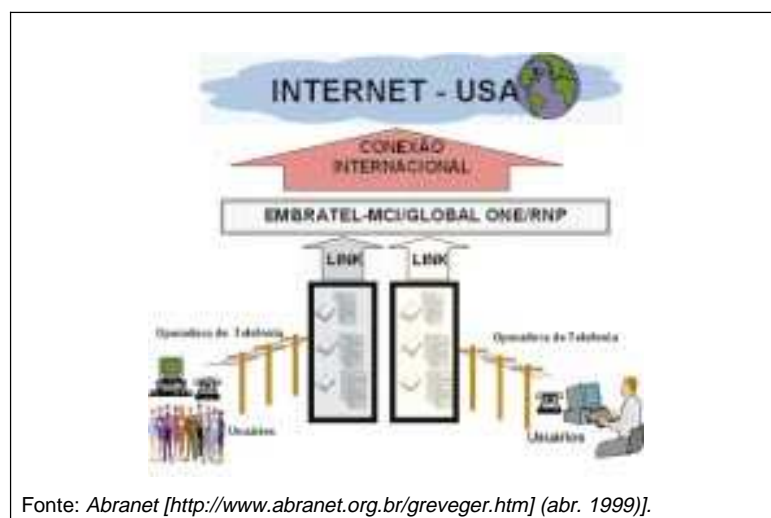 INTERNET - USA
CONEXÃO
INTERNACIONAL
EMBRATEL-MCI/GLOBAL ONE/RNP
LINK LINK
Operadora de Telefonia
Operadora de Telefonia
Usuários
Usuários
Fonte: Abranet [http://www.abranet.org.br/greveger.htm] (abr. 1999)].